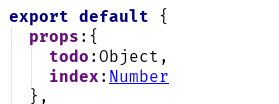 export default {
props:{
todo:Object,
index:Number
},